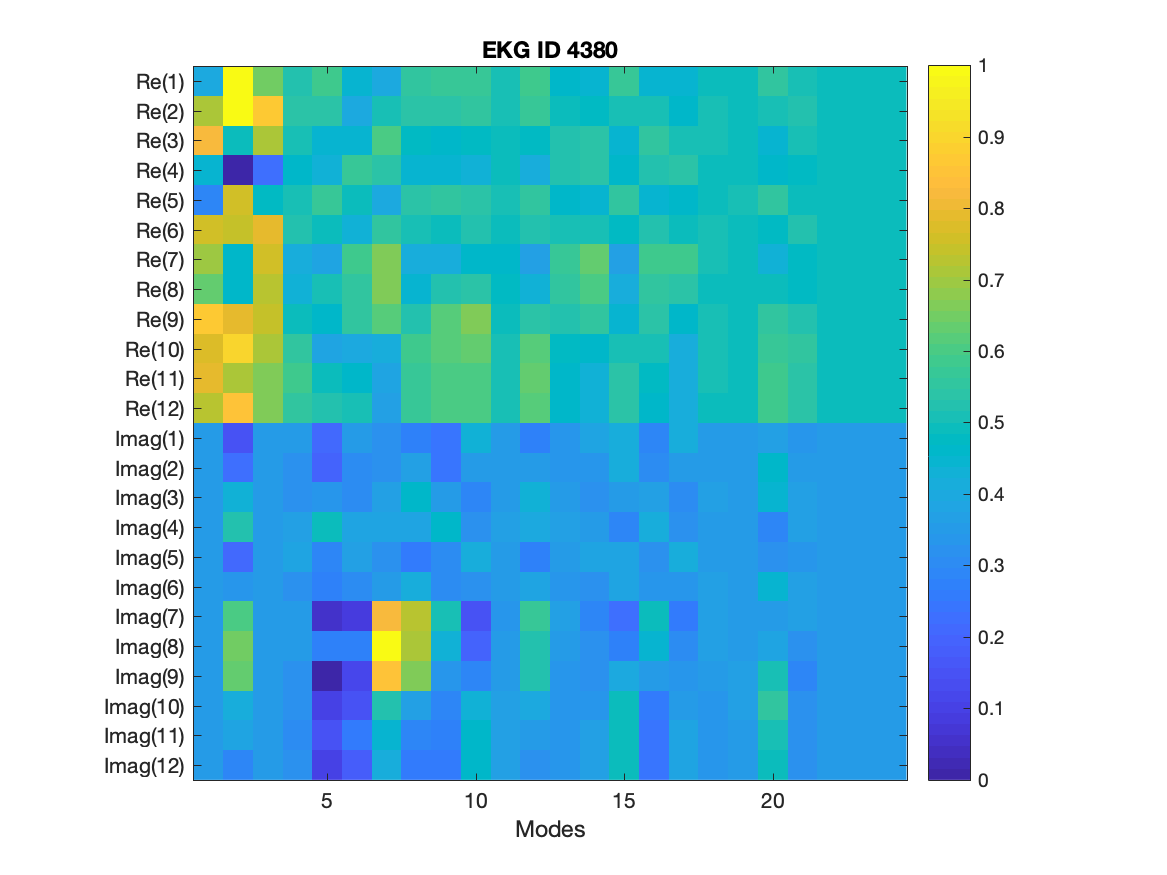 EKG ID 4380
Re(1)
Re(2)
Re(3)
Re(4)
Re(5)
Re(6)
Re(7)
Re(8)
Re(9)
Re(10)
Re(11)
Re(12)
Imag(1)
Imag(2)
Imag(3)
Imag(4)
Imag(5)
Imag(6)
Imag(7)
Imag(8)
Imag(9)
Imag(10)
Imag(11)
Imag(12)
5 10 15 20
Modes
1
0.9
0.8
0.7
0.6
0.5
0.4
0.3
0.2
0.1
0